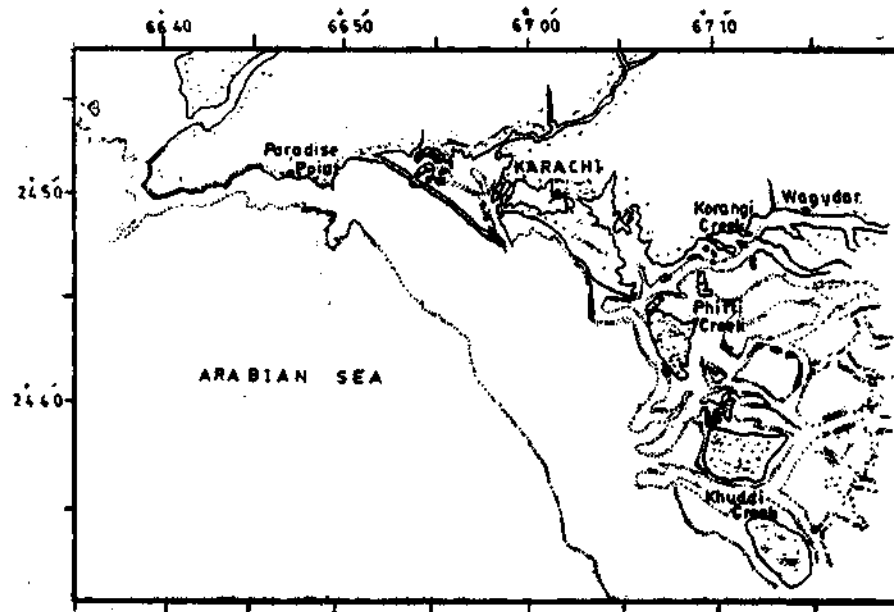 66 40 66 50 67 00 67 10
Paradise
Point
KARACHI
24 50
Korangi
Creek
Waqudar
Phitti
Creek
ARABIAN SEA
24 40
Khuddi
Creek